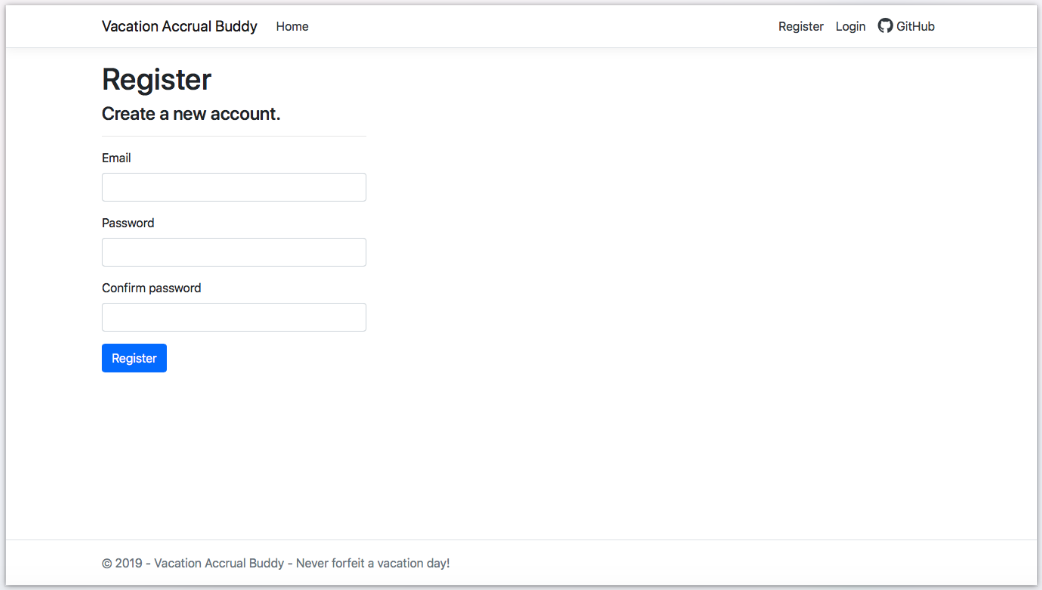 Vacation Accrual Buddy Home Register Login GitHub
Register
Create a new account.
Email
Password
Confirm password
Register
© 2019 - Vacation Accrual Buddy - Never forfeit a vacation day!